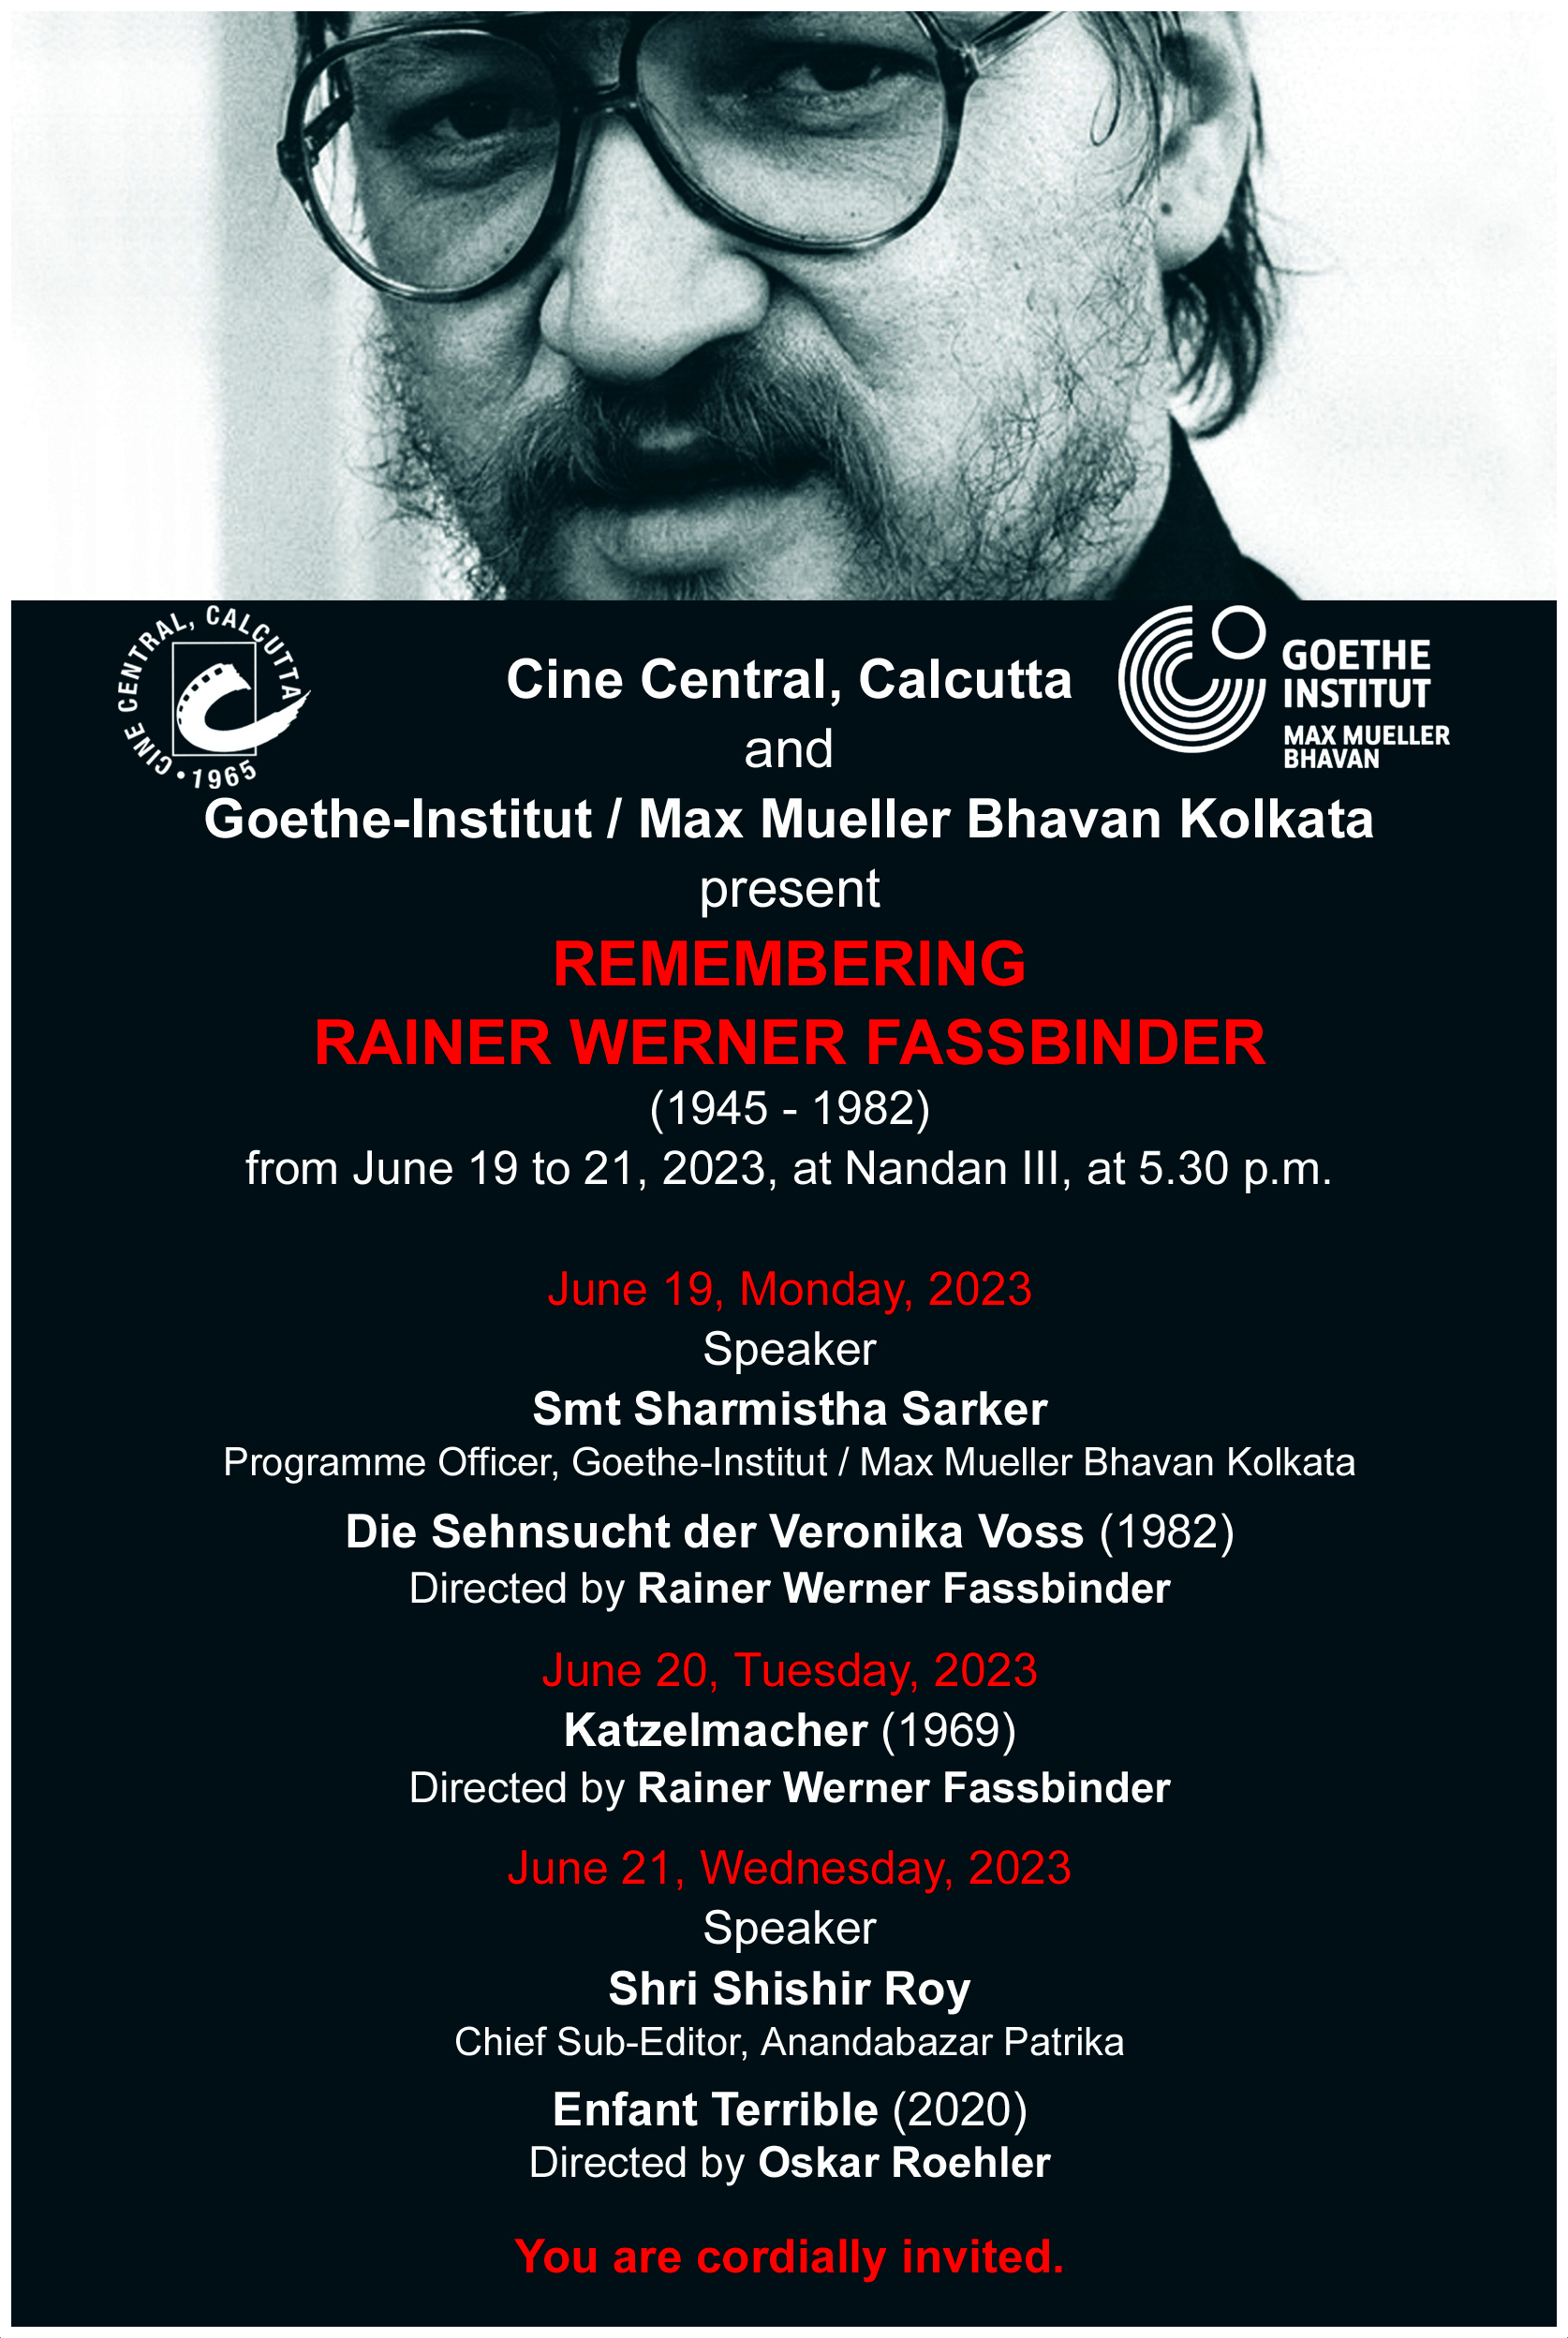 CINE CENTRAL, CALCUTTA
• 1965
GOETHE
INSTITUT
MAX MUELLER
BHAVAN
Cine Central, Calcutta
and
Goethe-Institut / Max Mueller Bhavan Kolkata
present
REMEMBERING
RAINER WERNER FASSBINDER
(1945 - 1982)
from June 19 to 21, 2023, at Nandan III, at 5.30 p.m.
June 19, Monday, 2023
Speaker
Smt Sharmistha Sarker
Programme Officer, Goethe-Institut / Max Mueller Bhavan Kolkata
Die Sehnsucht der Veronika Voss (1982)
Directed by Rainer Werner Fassbinder
June 20, Tuesday, 2023
Katzelmacher (1969)
Directed by Rainer Werner Fassbinder
June 21, Wednesday, 2023
Speaker
Shri Shishir Roy
Chief Sub-Editor, Anandabazar Patrika
Enfant Terrible (2020)
Directed by Oskar Roehler
You are cordially invited.